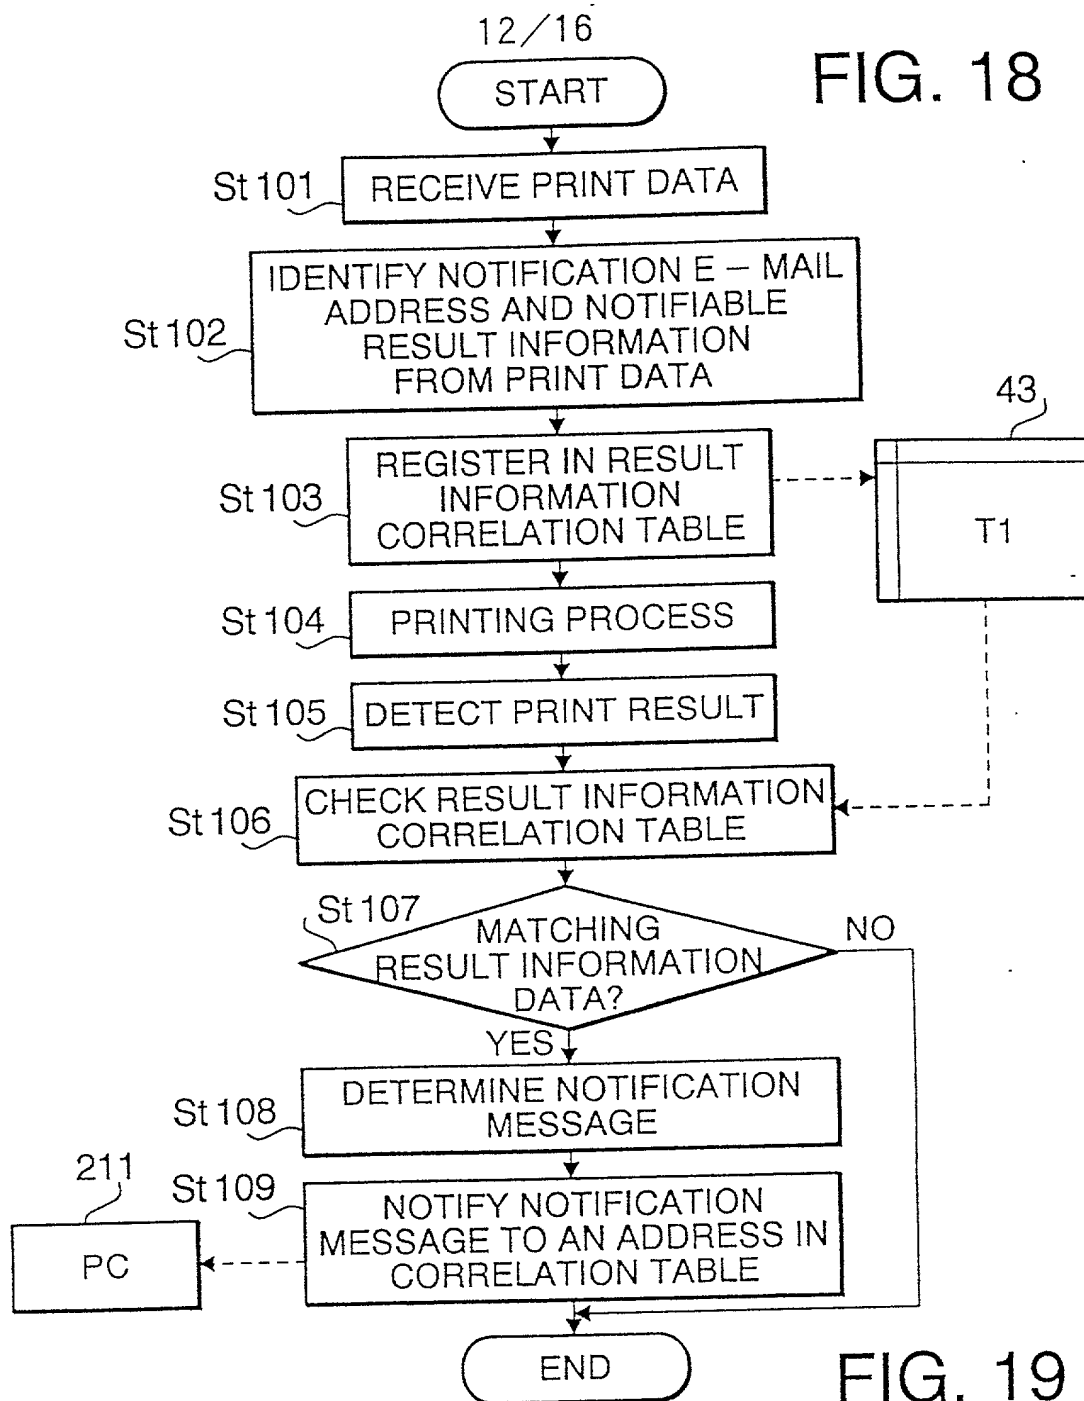 12/16
FIG. 18
START
St 101
RECEIVE PRINT DATA
St 102
IDENTIFY NOTIFICATION E – MAIL
ADDRESS AND NOTIFIABLE
RESULT INFORMATION
FROM PRINT DATA
St 103
REGISTER IN RESULT
INFORMATION
CORRELATION TABLE
43
T1
St 104
PRINTING PROCESS
St 105
DETECT PRINT RESULT
St 106
CHECK RESULT INFORMATION
CORRELATION TABLE
St 107
MATCHING
RESULT INFORMATION
DATA?
NO
YES
St 108
DETERMINE NOTIFICATION
MESSAGE
St 109
NOTIFY NOTIFICATION
MESSAGE TO AN ADDRESS IN
CORRELATION TABLE
211
PC
END
FIG. 19